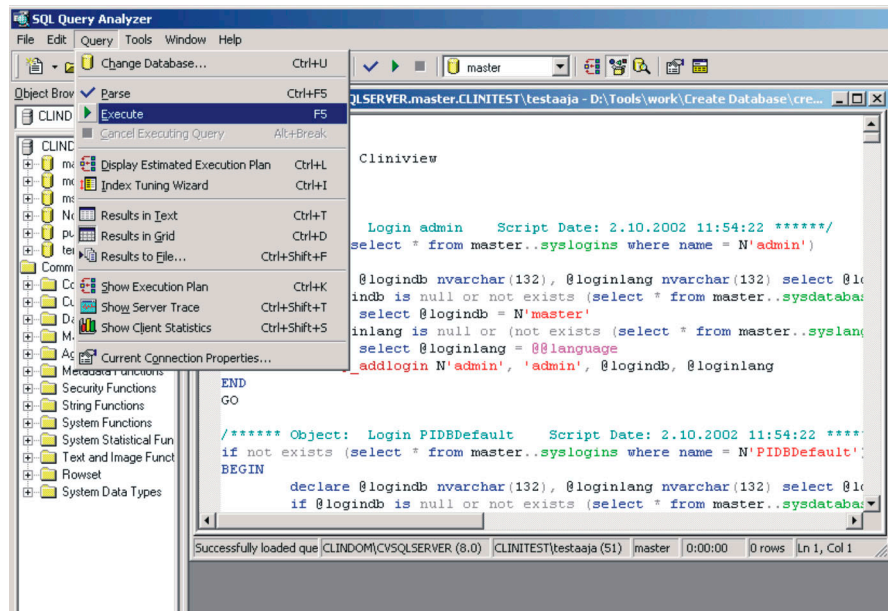 SQL Query Analyzer
File Edit Query Tools Window Help
master
Change Database... Ctrl+U
Parse Ctrl+F5
Execute F5
Cancel Executing Query Alt+Break
Display Estimated Execution Plan Ctrl+L
Index Tuning Wizard Ctrl+I
Results in Text Ctrl+T
Results in Grid Ctrl+D
Results to File... Ctrl+Shift+F
Show Execution Plan Ctrl+K
Show Server Trace Ctrl+Shift+T
Show Client Statistics Ctrl+Shift+S
Current Connection Properties...
Object Brow
CLIND
CLIND
Comm
Metadata Functions
Security Functions
String Functions
System Functions
System Statistical Fun
Text and Image Funct
Rowset
System Data Types
QLSERVER.master.CLINITEST\testaaja - D:\Tools\work\Create Database\cre...
Cliniview
Login admin Script Date: 2.10.2002 11:54:22 ******/
select * from master..syslogins where name = N'admin')
@logindb nvarchar(132), @loginlang nvarchar(132) select @lo
indb is null or not exists (select * from master..sysdatabas
select @logindb = N'master'
inlang is null or (not exists (select * from master..syslang
select @loginlang = @@language
_addlogin N'admin', 'admin', @logindb, @loginlang
END
GO
/****** Object: Login PIDBDefault Script Date: 2.10.2002 11:54:22 ****
if not exists (select * from master..syslogins where name = N'PIDBDefault')
BEGIN
declare @logindb nvarchar(132), @loginlang nvarchar(132) select @lo
if @logindb is null or not exists (select * from master..sysdatabas
Successfully loaded que CLINDOM\CVSQLSERVER (8.0) CLINITEST\testaaja (51) master 0:00:00 0 rows Ln 1, Col 1